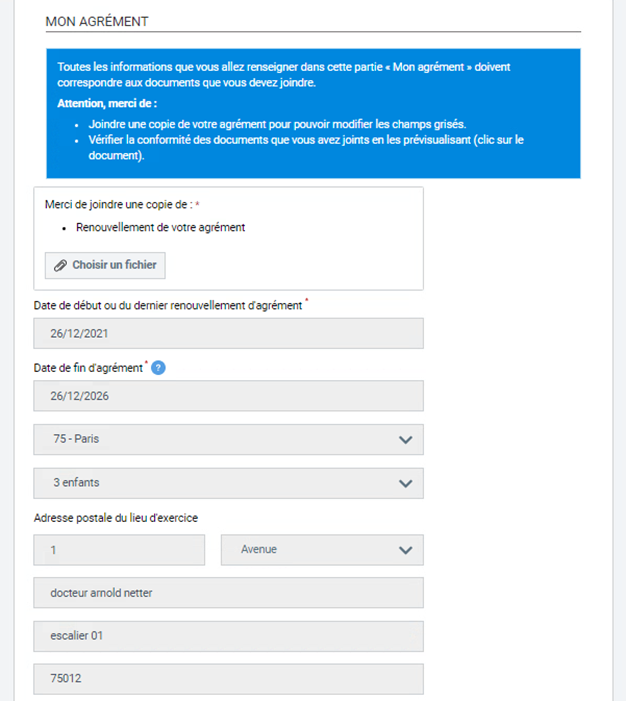 MON AGRÉMENT
Toutes les informations que vous allez renseigner dans cette partie « Mon agrément » doivent
correspondre aux documents que vous devez joindre.
Attention, merci de :
• Joindre une copie de votre agrément pour pouvoir modifier les champs grisés.
• Vérifier la conformité des documents que vous avez joints en les prévisualisant (clic sur le
document).
Merci de joindre une copie de : *
• Renouvellement de votre agrément
Choisir un fichier
Date de début ou du dernier renouvellement d'agrément *
26/12/2021
Date de fin d'agrément * ?
26/12/2026
75 - Paris
3 enfants
Adresse postale du lieu d'exercice
1 Avenue
docteur arnold netter
escalier 01
75012